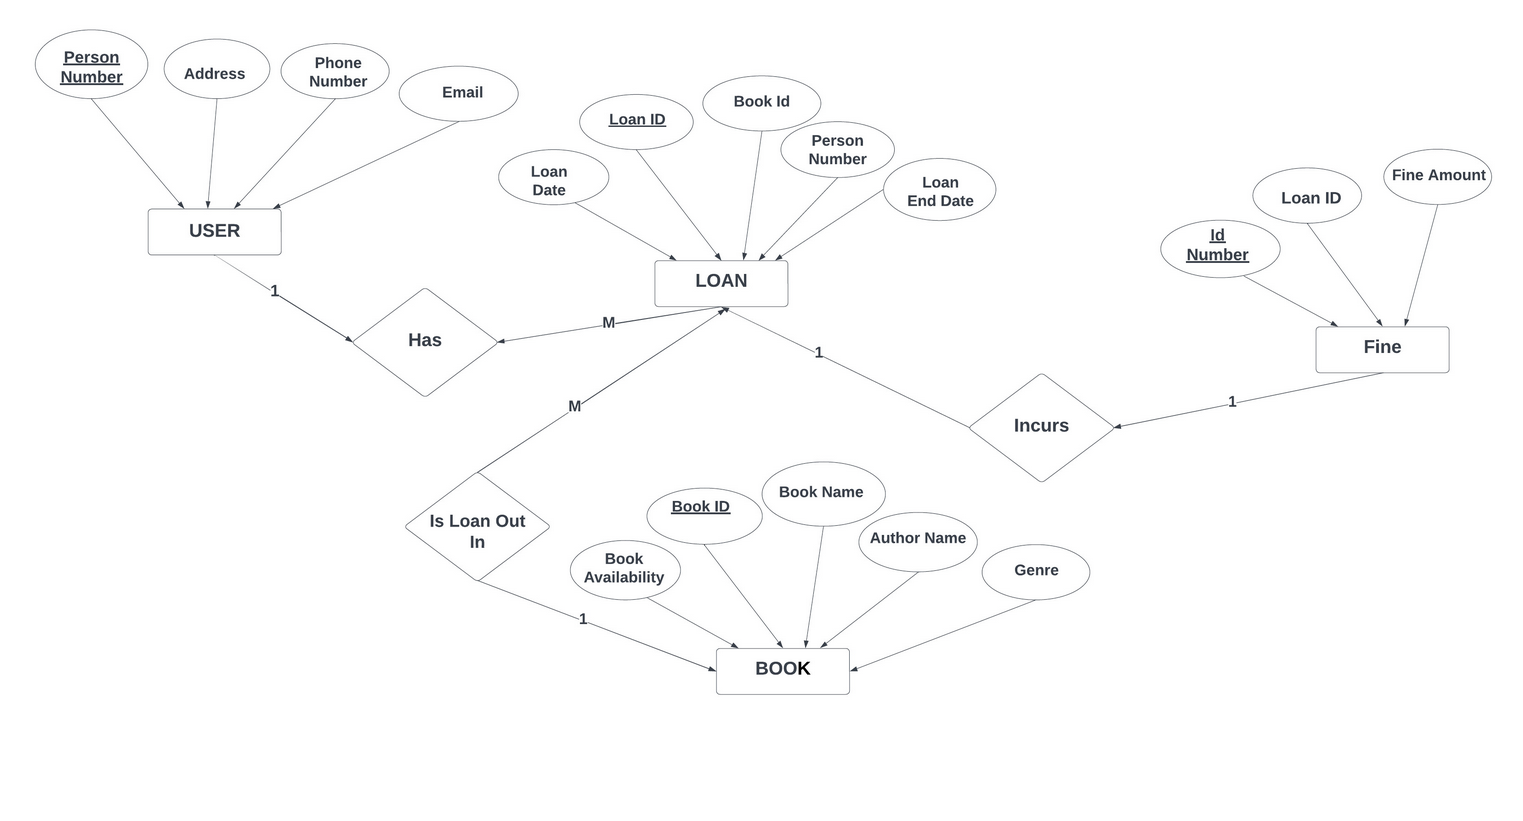 Person
Number
Address
Phone
Number
Email
USER
1
Has
M
Loan
Date
Loan ID
Book Id
Person
Number
Loan
End Date
LOAN
M
1
Incurs
1
Id
Number
Loan ID
Fine Amount
Fine
Is Loan Out
In
1
Book
Availability
Book ID
Book Name
Author Name
Genre
BOOK